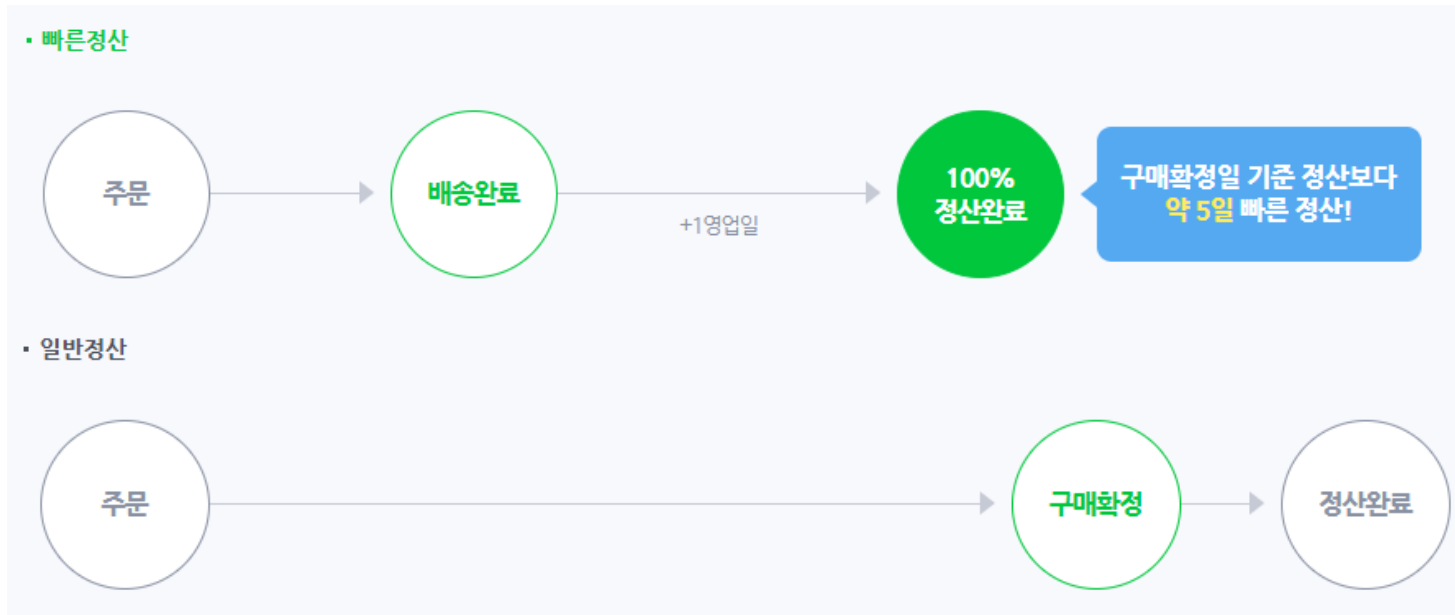 · 빠른정산
주문
배송완료
+1영업일
100%
정산완료
구매확정일 기준 정산보다
약 5일 빠른 정산!
· 일반정산
주문
구매확정
정산완료